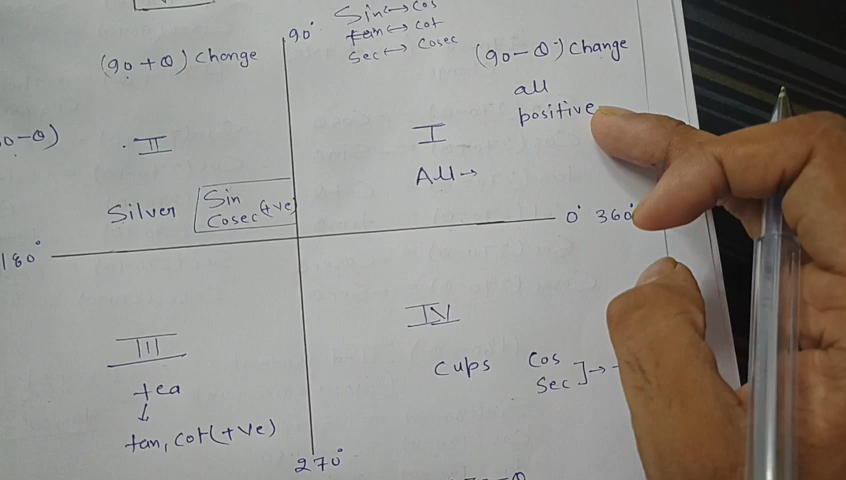 90°
Sin ↔ Cos
tan ↔ cot
Sec ↔ Cosec
(90 + θ) Change
(90 - θ) Change
all
positive
0 - θ)
II
I
All →
Silver
Sin
Cosec (+ve)
180°
0° 360°
III
IV
tea
↓
tan, cot (+ve)
Cups
Cos
Sec ] →
270°